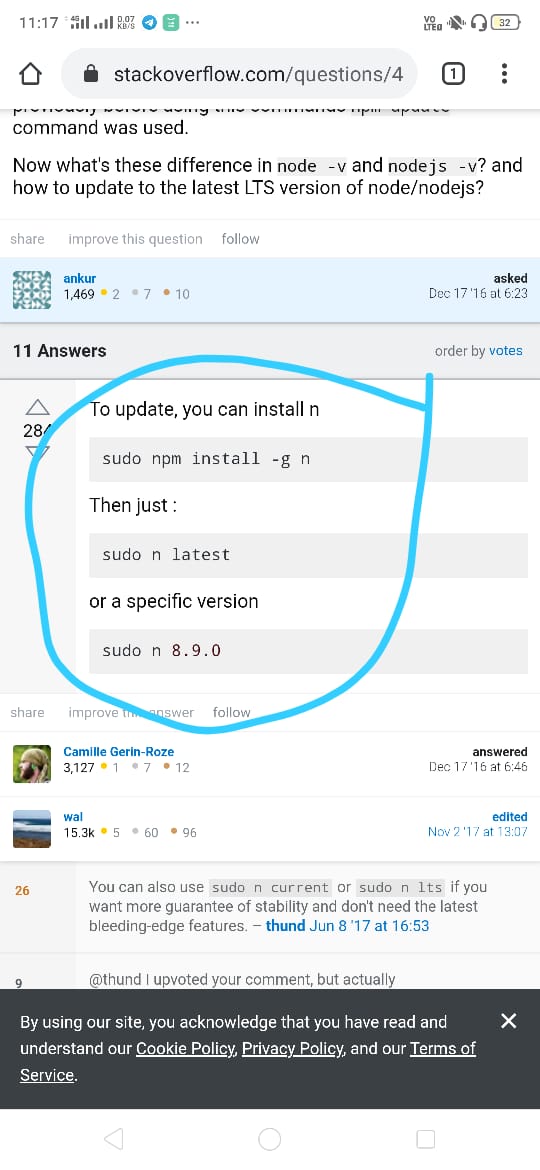 11:17 4G 0.07 KB/S ... VO LTE 32
stackoverflow.com/questions/4 1
command was used.
Now what's these difference in node -v and nodejs -v? and
how to update to the latest LTS version of node/nodejs?
share improve this question follow
ankur asked
1,469 2 7 10 Dec 17 '16 at 6:23
11 Answers order by votes
To update, you can install n
284
sudo npm install -g n
Then just :
sudo n latest
or a specific version
sudo n 8.9.0
share improve this answer follow
Camille Gerin-Roze answered
3,127 1 7 12 Dec 17 '16 at 6:46
wal edited
15.3k 5 60 96 Nov 2 '17 at 13:07
26 You can also use sudo n current or sudo n lts if you
want more guarantee of stability and don't need the latest
bleeding-edge features. – thund Jun 8 '17 at 16:53
9 @thund I upvoted your comment, but actually
By using our site, you acknowledge that you have read and
understand our Cookie Policy, Privacy Policy, and our Terms of
Service.